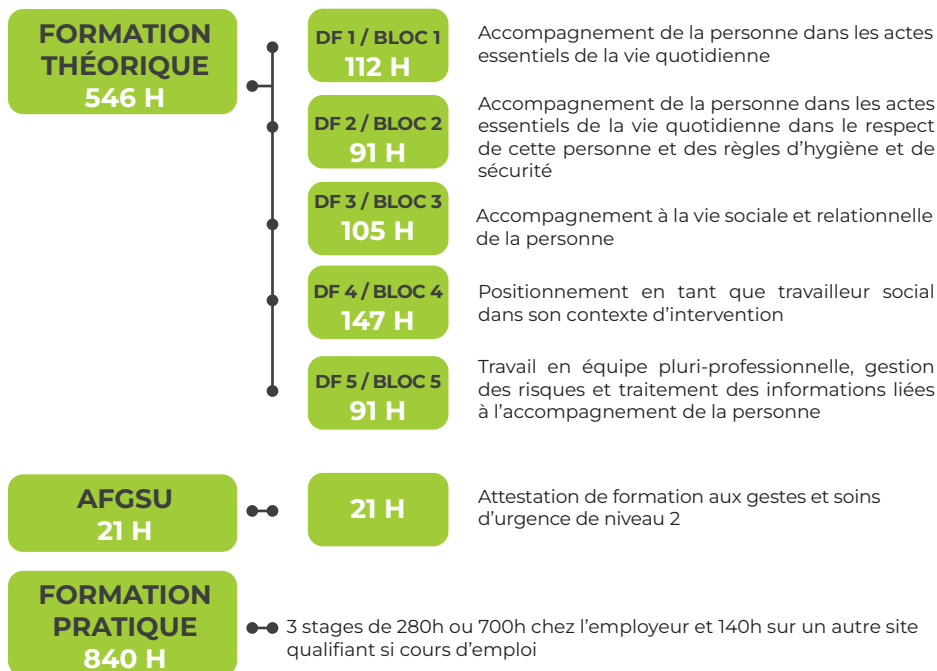 FORMATION
THÉORIQUE
546 H
DF 1 / BLOC 1
112 H
Accompagnement de la personne dans les actes
essentiels de la vie quotidienne
DF 2 / BLOC 2
91 H
Accompagnement de la personne dans les actes
essentiels de la vie quotidienne dans le respect
de cette personne et des règles d’hygiène et de
sécurité
DF 3 / BLOC 3
105 H
Accompagnement à la vie sociale et relationnelle
de la personne
DF 4 / BLOC 4
147 H
Positionnement en tant que travailleur social
dans son contexte d’intervention
DF 5 / BLOC 5
91 H
Travail en équipe pluri-professionnelle, gestion
des risques et traitement des informations liées
à l’accompagnement de la personne
AFGSU
21 H
21 H
Attestation de formation aux gestes et soins
d’urgence de niveau 2
FORMATION
PRATIQUE
840 H
3 stages de 280h ou 700h chez l’employeur et 140h sur un autre site
qualifiant si cours d’emploi